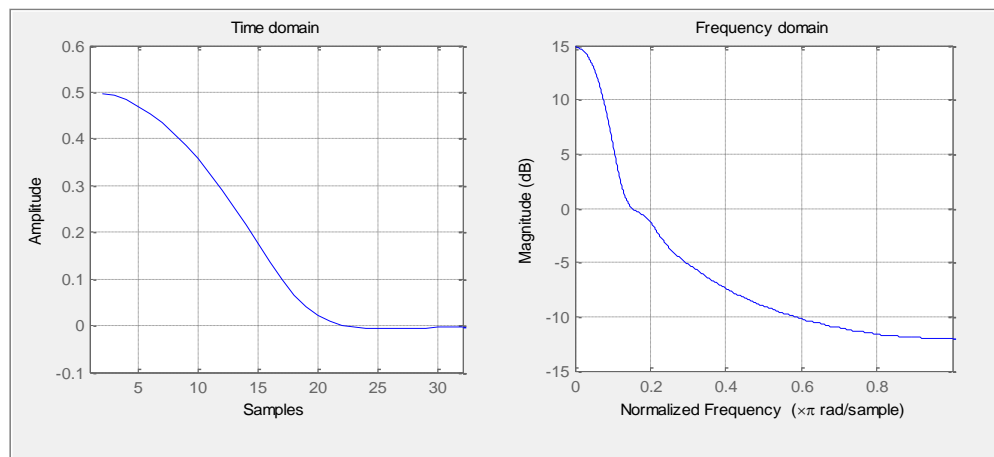 Time domain
0.6
0.5
0.4
0.3
0.2
0.1
0
-0.1
Amplitude
5 10 15 20 25 30
Samples
Frequency domain
15
10
5
0
-5
-10
-15
Magnitude (dB)
0 0.2 0.4 0.6 0.8
Normalized Frequency (×π rad/sample)